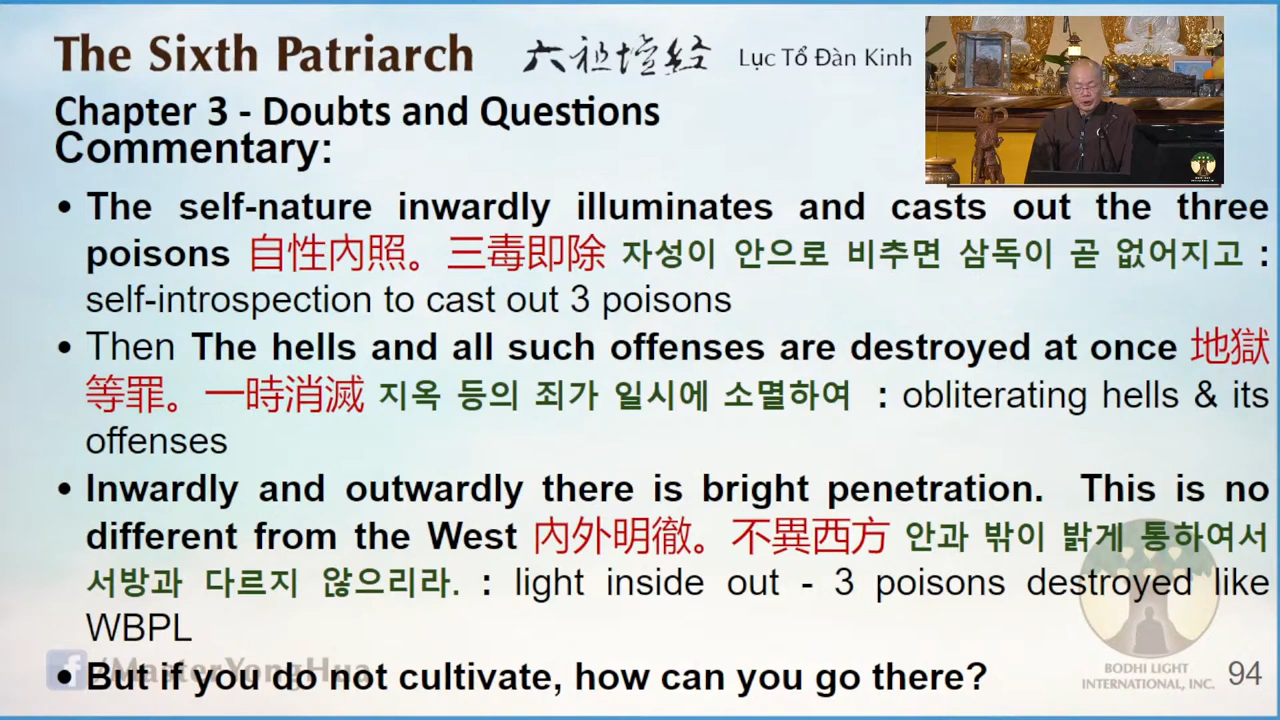 The Sixth Patriarch 六祖壇经 Lục Tổ Đàn Kinh
Chapter 3 - Doubts and Questions
Commentary:
• The self-nature inwardly illuminates and casts out the three
poisons 自性內照。三毒即除 자성이 안으로 비추면 삼독이 곧 없어지고 :
self-introspection to cast out 3 poisons
• Then The hells and all such offenses are destroyed at once 地獄
等罪。一時消滅 지옥 등의 죄가 일시에 소멸하여 : obliterating hells & its
offenses
• Inwardly and outwardly there is bright penetration. This is no
different from the West 內外明徹。不異西方 안과 밖이 밝게 통하여서
서방과 다르지 않으리라. : light inside out - 3 poisons destroyed like
WBPL
• But if you do not cultivate, how can you go there?
f/MasterYongHua
BODHI LIGHT
INTERNATIONAL, INC.
94